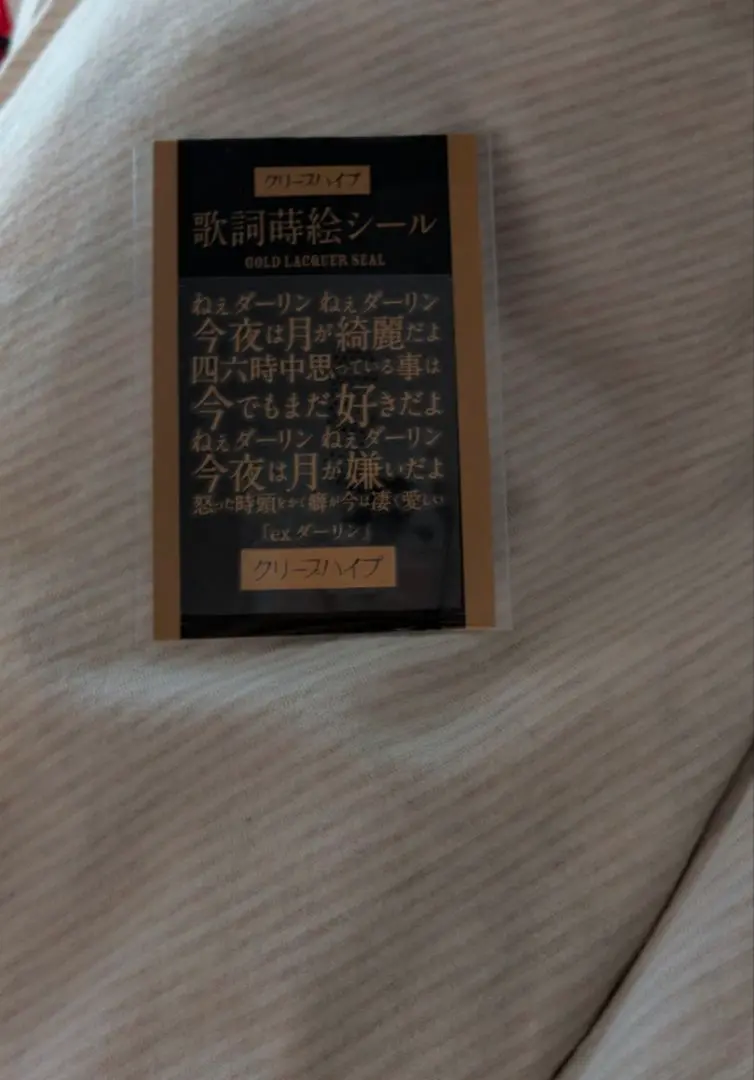 クリープハイプ
歌詞蒔絵シール
GOLD LACQUER SEAL
ねぇダーリン ねぇダーリン
今夜は月が綺麗だよ
四六時中思っている事は
今でもまだ好きだよ
ねぇダーリン ねぇダーリン
今夜は月が嫌いだよ
怒った時頭をかく癖が今は凄く愛しい
「ex ダーリン」
クリープハイプ